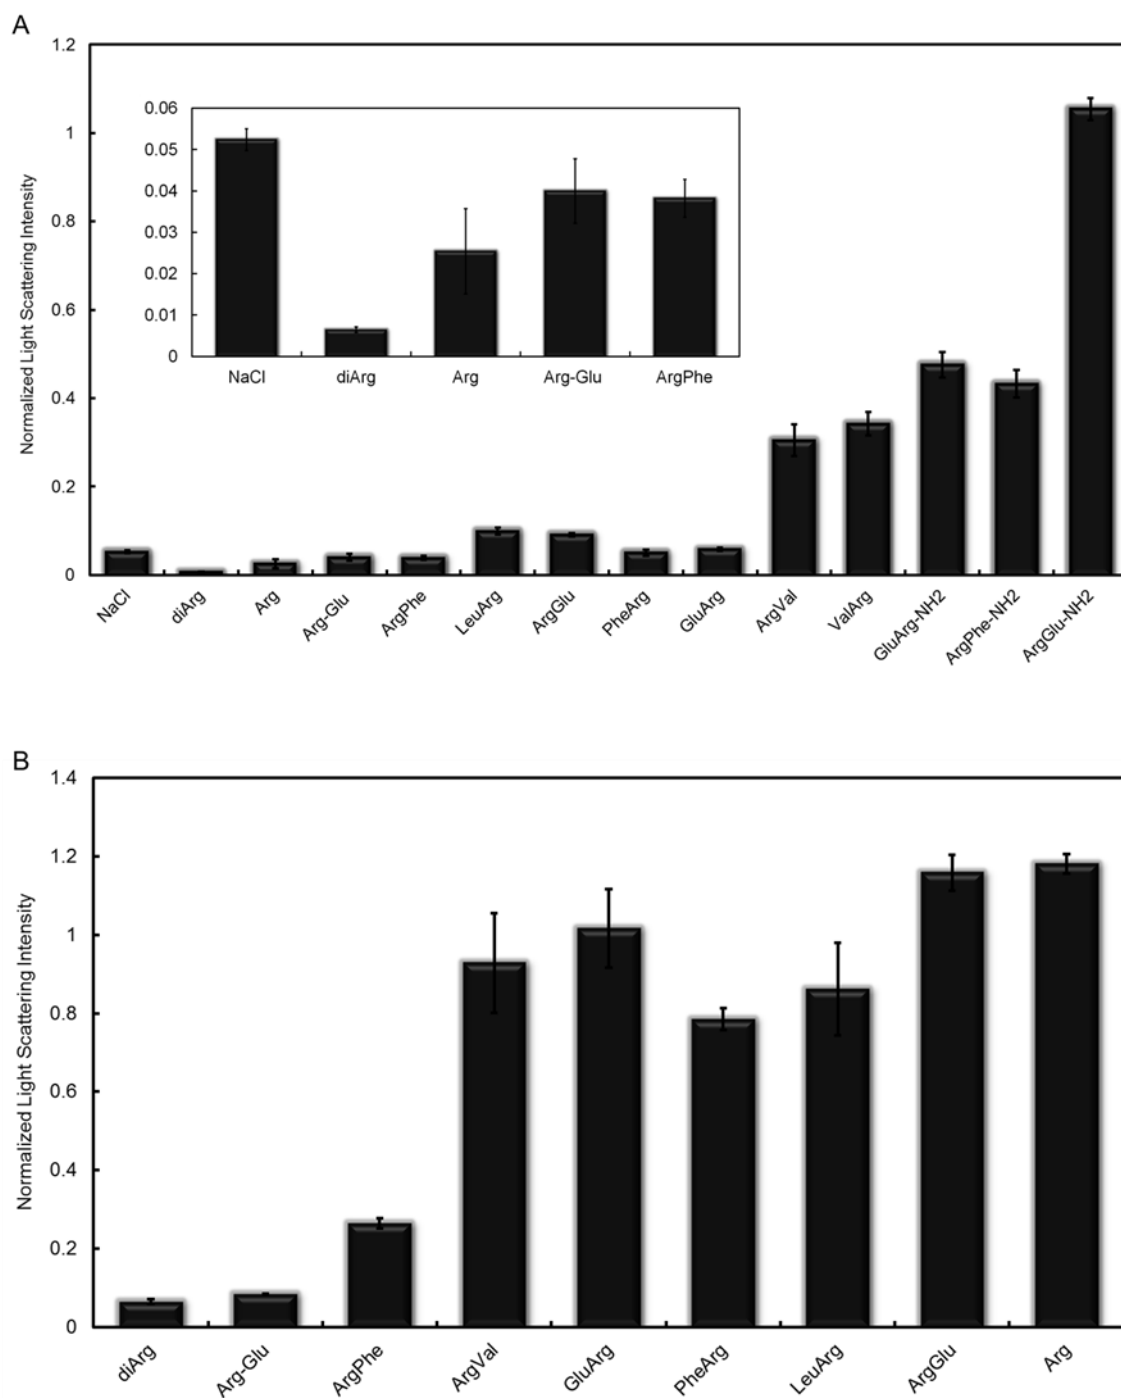 A
Normalized Light Scattering Intensity
1.2
1
0.8
0.6
0.4
0.2
0
0.06
0.05
0.04
0.03
0.02
0.01
0
NaCl
diArg
Arg
Arg-Glu
ArgPhe
NaCl
diArg
Arg
Arg-Glu
ArgPhe
LeuArg
ArgGlu
PheArg
GluArg
ArgVal
ValArg
GluArg-NH2
ArgPhe-NH2
ArgGlu-NH2
B
Normalized Light Scattering Intensity
1.4
1.2
1
0.8
0.6
0.4
0.2
0
diArg
Arg-Glu
ArgPhe
ArgVal
GluArg
PheArg
LeuArg
ArgGlu
Arg